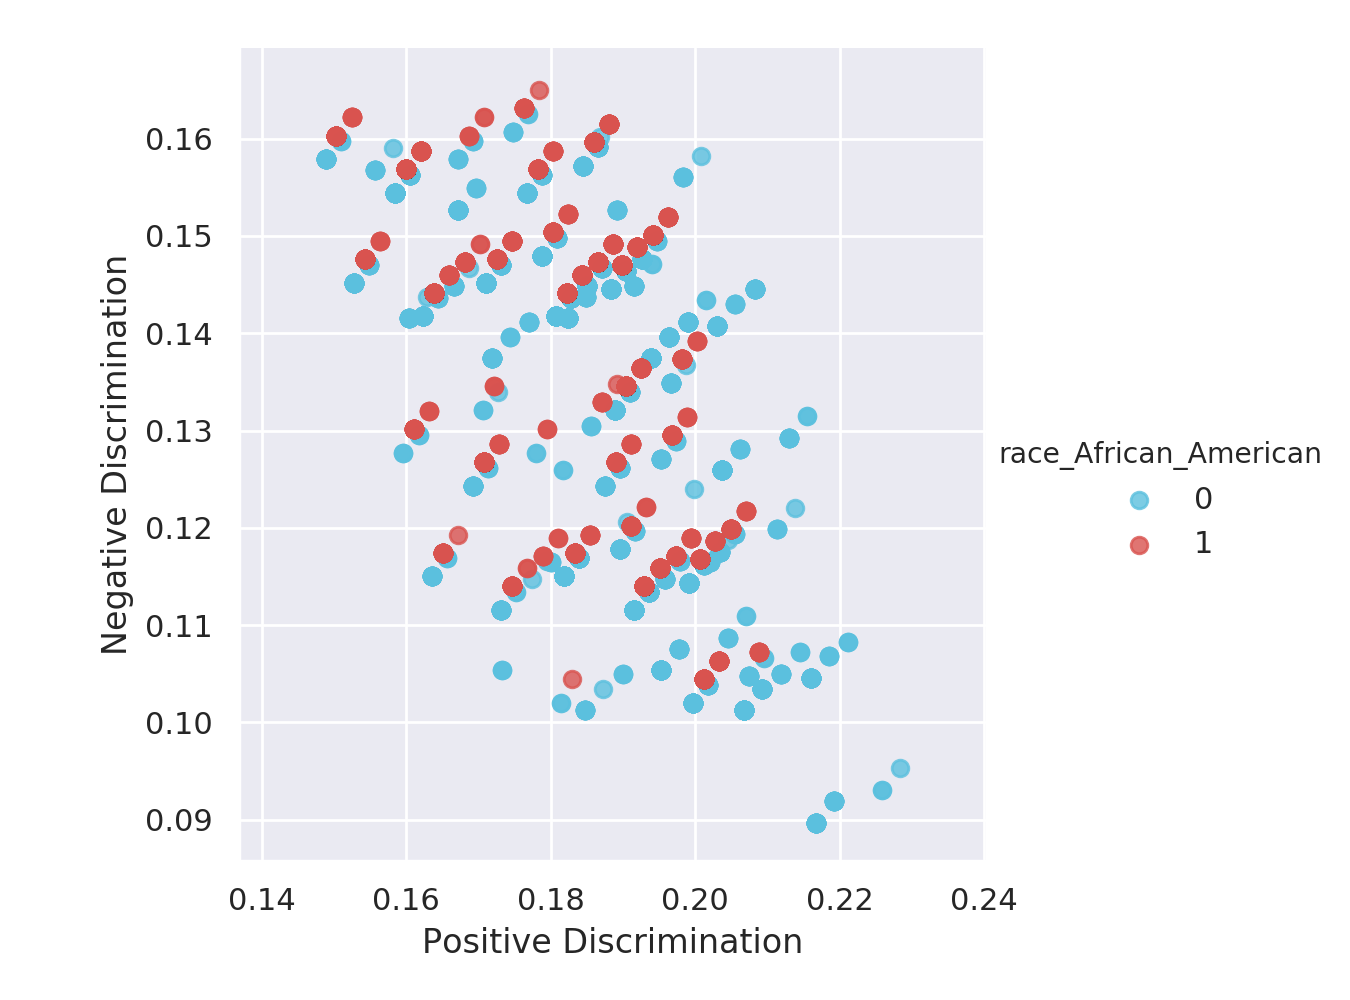 0.16
0.15
0.14
0.13
0.12
0.11
0.10
0.09
Negative Discrimination
0.14 0.16 0.18 0.20 0.22 0.24
Positive Discrimination
race_African_American
0
1